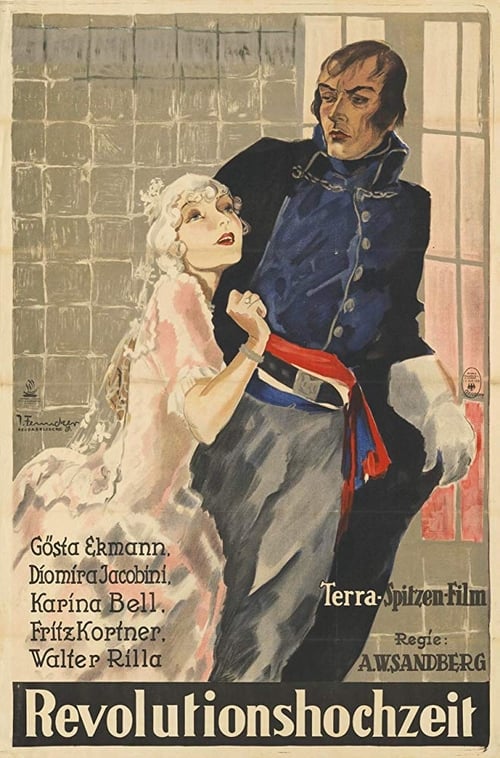 Gösta Ekmann,
Diomira Jacobini,
Karina Bell,
Fritz Kortner,
Walter Rilla
Terra-Spitzen-Film
Regie:
A.W. SANDBERG
Revolutionshochzeit